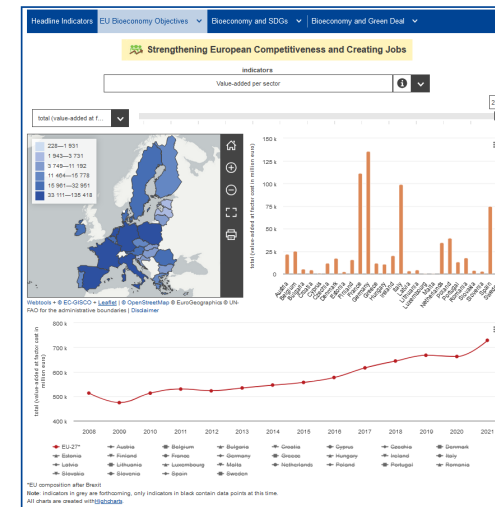 Headline Indicators EU Bioeconomy Objectives Bioeconomy and SDGs Bioeconomy and Green Deal
Strengthening European Competitiveness and Creating Jobs
indicators
Value-added per sector
total (value-added at f...
228—1 931
1 943—3 731
3 749—11 192
11 464—15 778
15 961—32 951
33 111—135 418
Webtools + © EC-GISCO + Leaflet | © OpenStreetMap © EuroGeographics © UN-
FAO for the administrative boundaries | Disclaimer
total (value-added at factor cost in million euro)
150 k
125 k
100 k
75 k
50 k
25 k
0
Austria
Belgium
Bulgaria
Croatia
Cyprus
Czechia
Denmark
Estonia
Finland
France
Germany
Greece
Hungary
Ireland
Italy
Latvia
Lithuania
Luxembourg
Malta
Netherlands
Poland
Portugal
Romania
Slovakia
Slovenia
Spain
Sweden
total (value-added at factor cost in
million euro)
800 k
700 k
600 k
500 k
400 k
2008 2009 2010 2011 2012 2013 2014 2015 2016 2017 2018 2019 2020 2021
EU-27* Austria Belgium Bulgaria Croatia Cyprus Czechia Denmark
Estonia Finland France Germany Greece Hungary Ireland Italy
Latvia Lithuania Luxembourg Malta Netherlands Poland Portugal Romania
Slovakia Slovenia Spain Sweden
*EU composition after Brexit
Note: indicators in grey are forthcoming, only indicators in black contain data points at this time.
All charts are created withHighcharts.